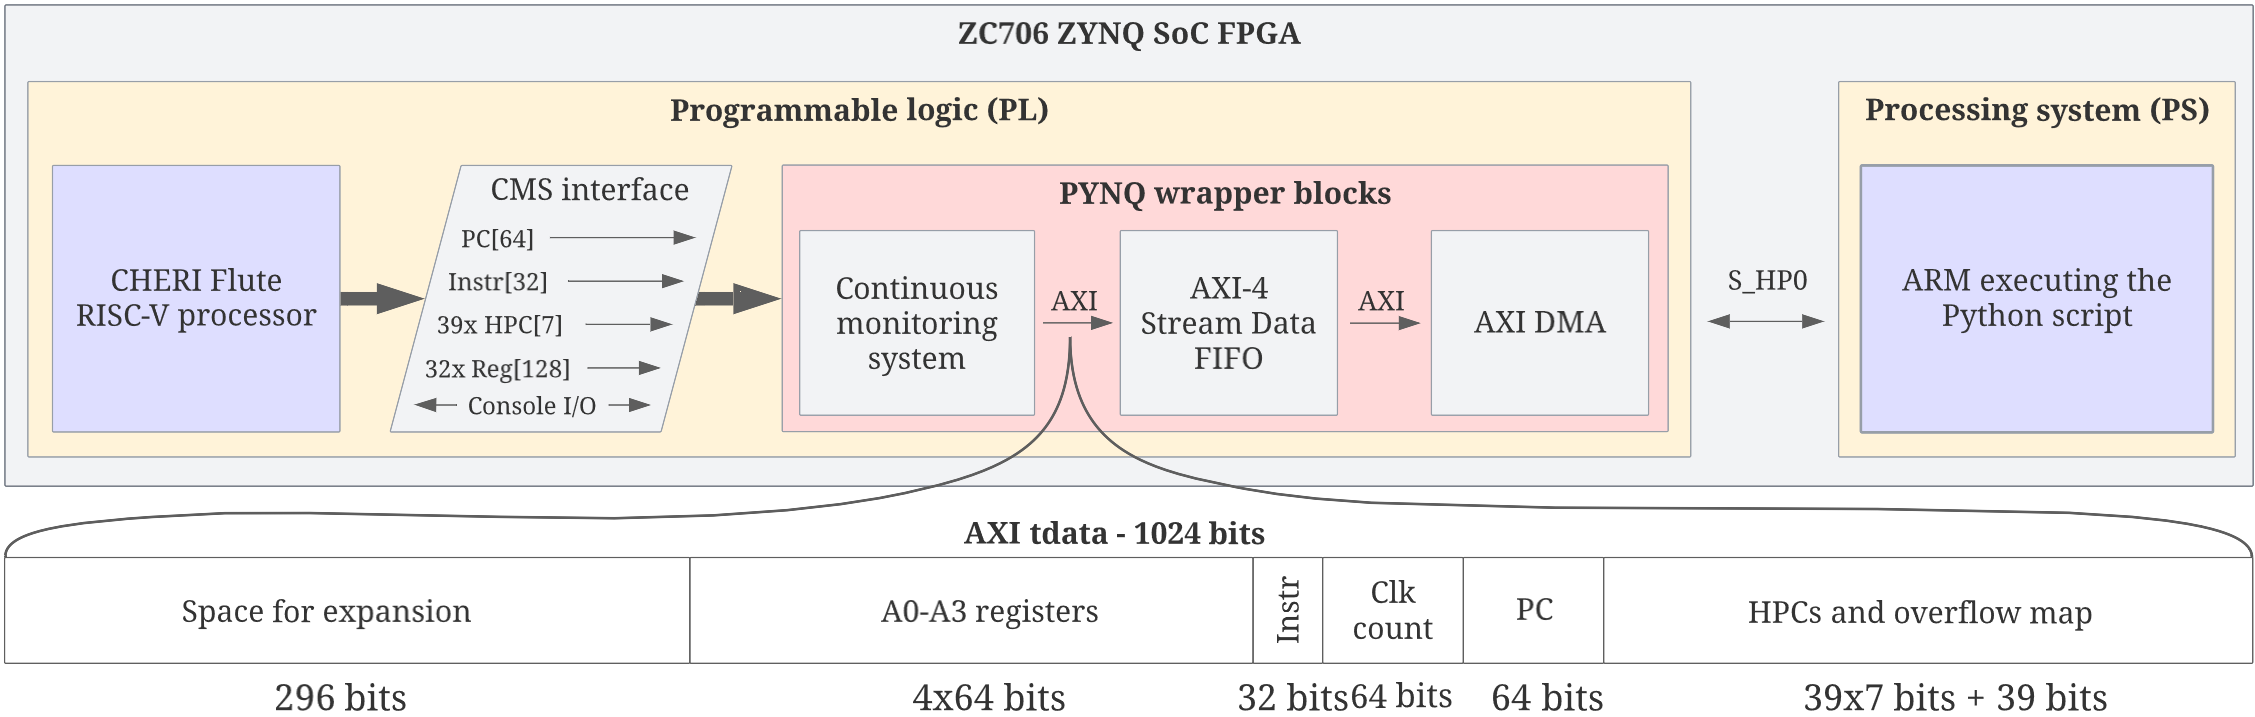 ZC706 ZYNQ SoC FPGA
Programmable logic (PL)
Processing system (PS)
CHERI Flute
RISC-V processor
CMS interface
PC[64]
Instr[32]
39x HPC[7]
32x Reg[128]
Console I/O
PYNQ wrapper blocks
Continuous
monitoring
system
AXI
AXI-4
Stream Data
FIFO
AXI
AXI DMA
S_HP0
ARM executing the
Python script
AXI tdata - 1024 bits
Space for expansion
A0-A3 registers
Instr
Clk
count
PC
HPCs and overflow map
296 bits
4x64 bits
32 bits
64 bits
64 bits
39x7 bits + 39 bits